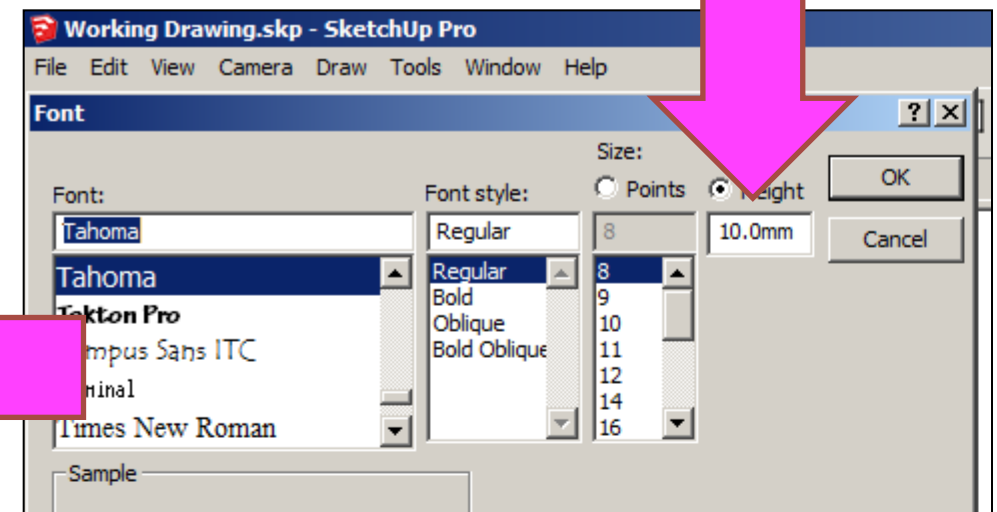 Working Drawing.skp - SketchUp Pro
File Edit View Camera Draw Tools Window Help
Font
Size:
Font: Font style: Points
Tahoma Regular 8 10.0mm
OK
Cancel
Tahoma
Pro
Sans ITC
Times New Roman
Regular
Bold
Oblique
Bold Oblique
8
9
10
11
12
14
16
Sample